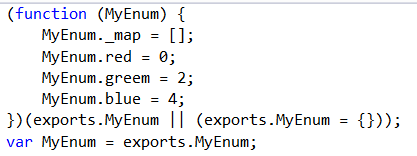 (function (MyEnum) {
    MyEnum._map = [];
    MyEnum.red = 0;
    MyEnum.greem = 2;
    MyEnum.blue = 4;
})(exports.MyEnum || (exports.MyEnum = {}));
var MyEnum = exports.MyEnum;